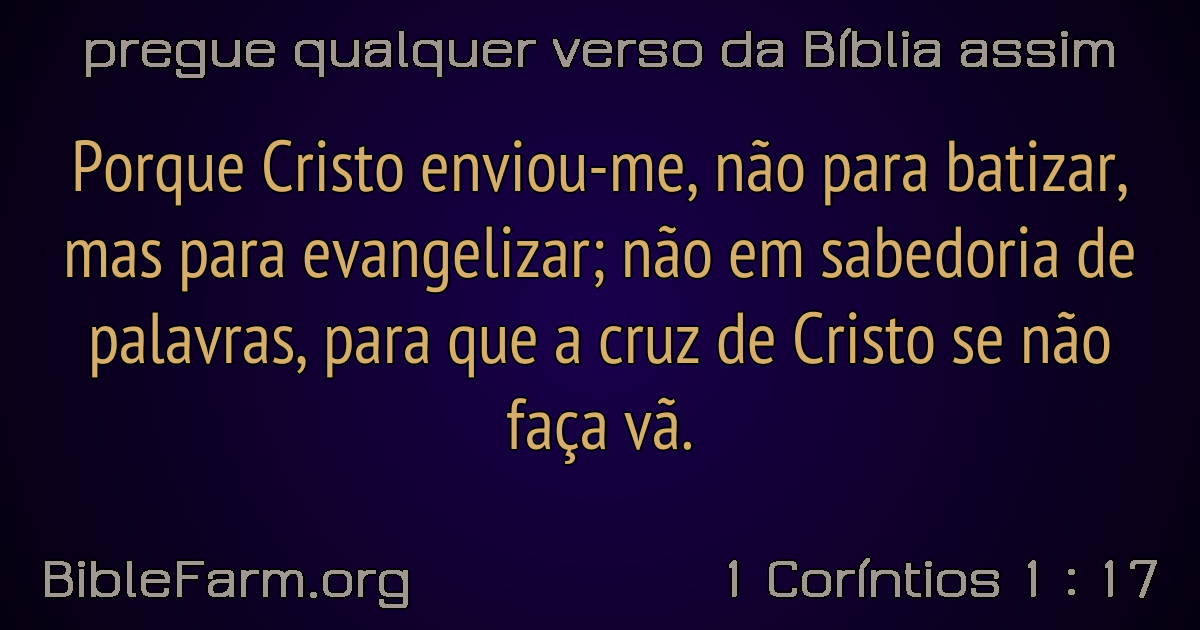 pregue qualquer verso da Bíblia assim
Porque Cristo enviou-me, não para batizar,
mas para evangelizar; não em sabedoria de
palavras, para que a cruz de Cristo se não
faça vã.
BibleFarm.org
1 Coríntios 1 : 17